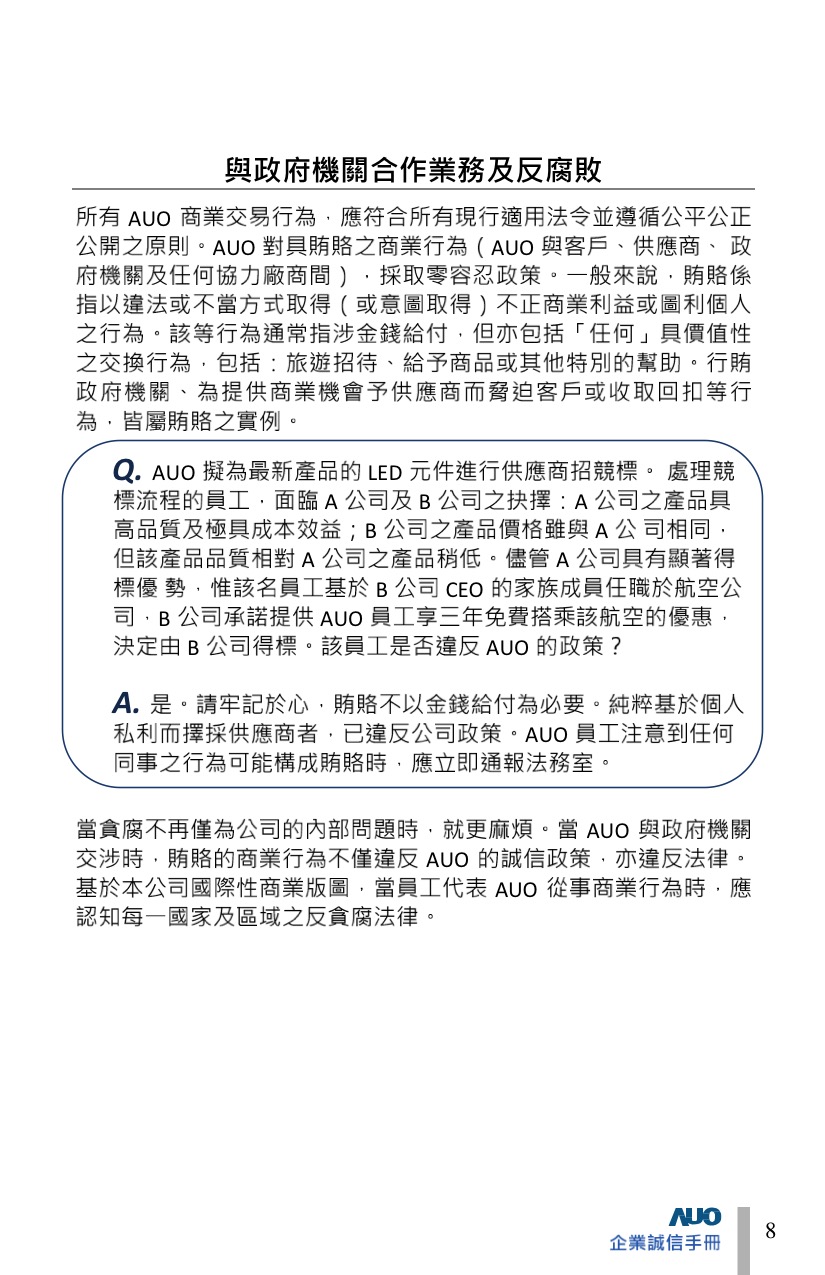 與政府機關合作業務及反腐敗
所有 AUO 商業交易行為，應符合所有現行適用法令並遵循公平公正
公開之原則。AUO 對具賄賂之商業行為（AUO 與客戶、供應商、 政
府機關及任何協力廠商間），採取零容忍政策。一般來說，賄賂係
指以違法或不當方式取得（或意圖取得）不正商業利益或圖利個人
之行為。該等行為通常指涉金錢給付，但亦包括「任何」具價值性
之交換行為，包括：旅遊招待、給予商品或其他特別的幫助。行賄
政府機關、為提供商業機會予供應商而脅迫客戶或收取回扣等行
為，皆屬賄賂之實例。
Q. AUO 擬為最新產品的 LED 元件進行供應商招競標。 處理競
標流程的員工，面臨 A 公司及 B 公司之抉擇：A 公司之產品具
高品質及極具成本效益；B 公司之產品價格雖與 A 公 司相同，
但該產品品質相對 A 公司之產品稍低。儘管 A 公司具有顯著得
標優 勢，惟該名員工基於 B 公司 CEO 的家族成員任職於航空公
司，B 公司承諾提供 AUO 員工享三年免費搭乘該航空的優惠，
決定由 B 公司得標。該員工是否違反 AUO 的政策？
A. 是。請牢記於心，賄賂不以金錢給付為必要。純粹基於個人
私利而擇採供應商者，已違反公司政策。AUO 員工注意到任何
同事之行為可能構成賄賂時，應立即通報法務室。
當貪腐不再僅為公司的內部問題時，就更麻煩。當 AUO 與政府機關
交涉時，賄賂的商業行為不僅違反 AUO 的誠信政策，亦違反法律。
基於本公司國際性商業版圖，當員工代表 AUO 從事商業行為時，應
認知每一國家及區域之反貪腐法律。
AUO
企業誠信手冊
8